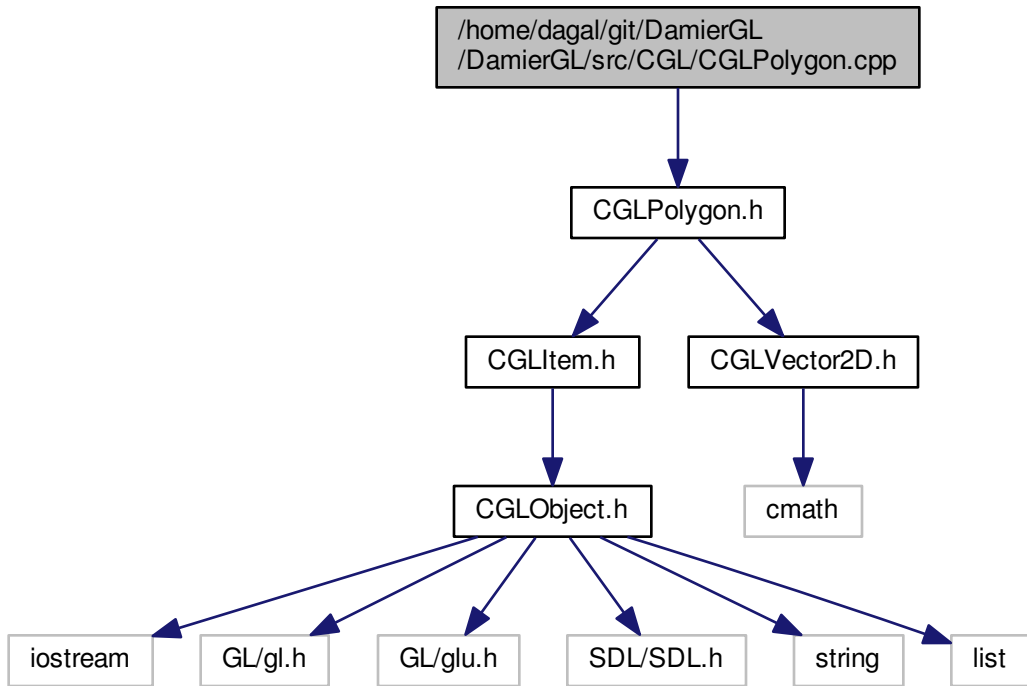 /home/dagal/git/DamierGL
/DamierGL/src/CGL/CGLPolygon.cpp
CGLPolygon.h
CGLItem.h
CGLVector2D.h
CGLObject.h
cmath
iostream
GL/gl.h
GL/glu.h
SDL/SDL.h
string
list